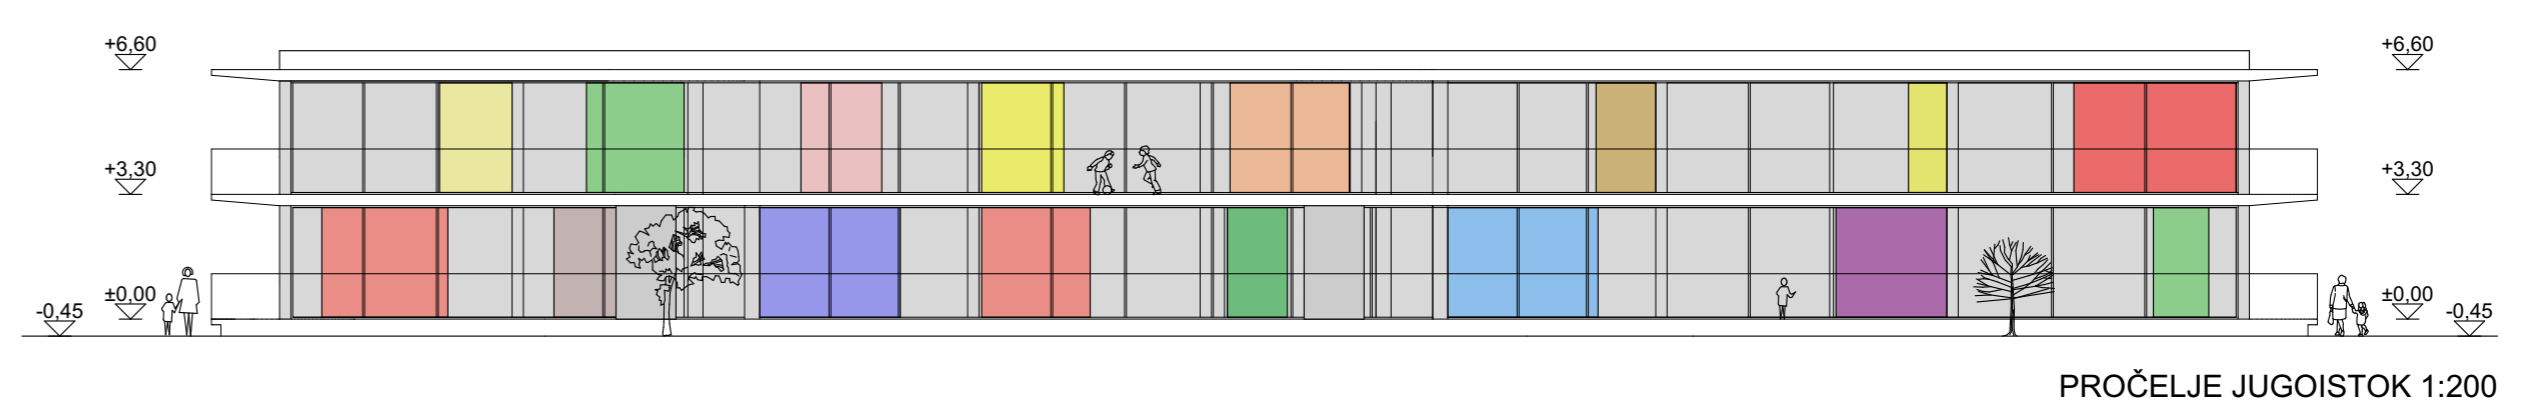 +6,60 +6,60
+3,30 +3,30
±0,00 ±0,00
-0,45 -0,45
PROČELJE JUGOISTOK 1:200